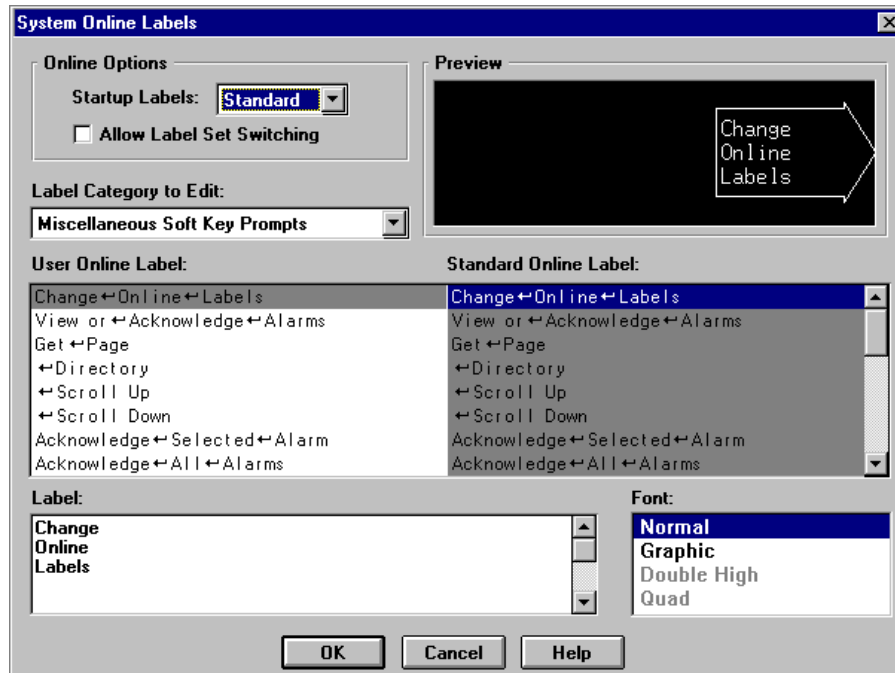 System Online Labels
Online Options
Startup Labels: Standard
Allow Label Set Switching
Preview
Change
Online
Labels
Label Category to Edit:
Miscellaneous Soft Key Prompts
User Online Label: Standard Online Label:
Change↵Online↵Labels Change↵Online↵Labels
View or↵Acknowledge↵Alarms View or↵Acknowledge↵Alarms
Get↵Page Get↵Page
↵Directory ↵Directory
↵Scroll Up ↵Scroll Up
↵Scroll Down ↵Scroll Down
Acknowledge↵Selected↵Alarm Acknowledge↵Selected↵Alarm
Acknowledge↵All↵Alarms Acknowledge↵All↵Alarms
Label:
Change
Online
Labels
Font:
Normal
Graphic
Double High
Quad
OK Cancel Help